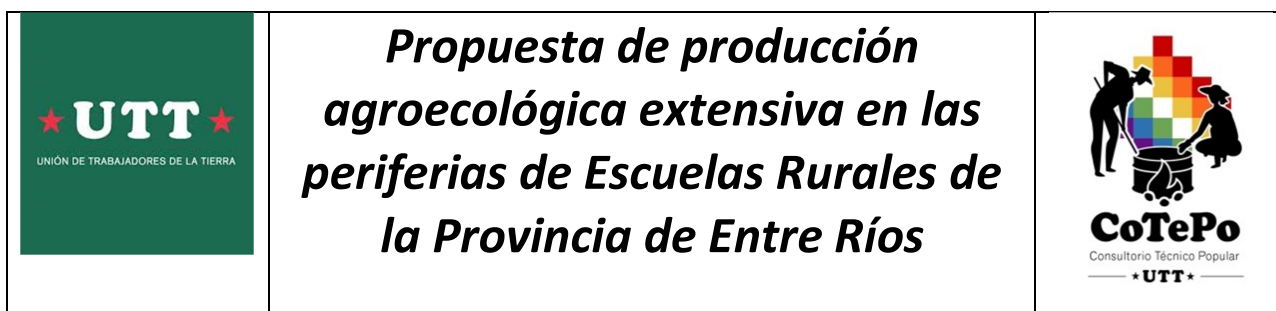 UTT
UNIÓN DE TRABAJADORES DE LA TIERRA
Propuesta de producción
agroecológica extensiva en las
periferias de Escuelas Rurales de
la Provincia de Entre Ríos
CoTePo
Consultorio Técnico Popular
UTT